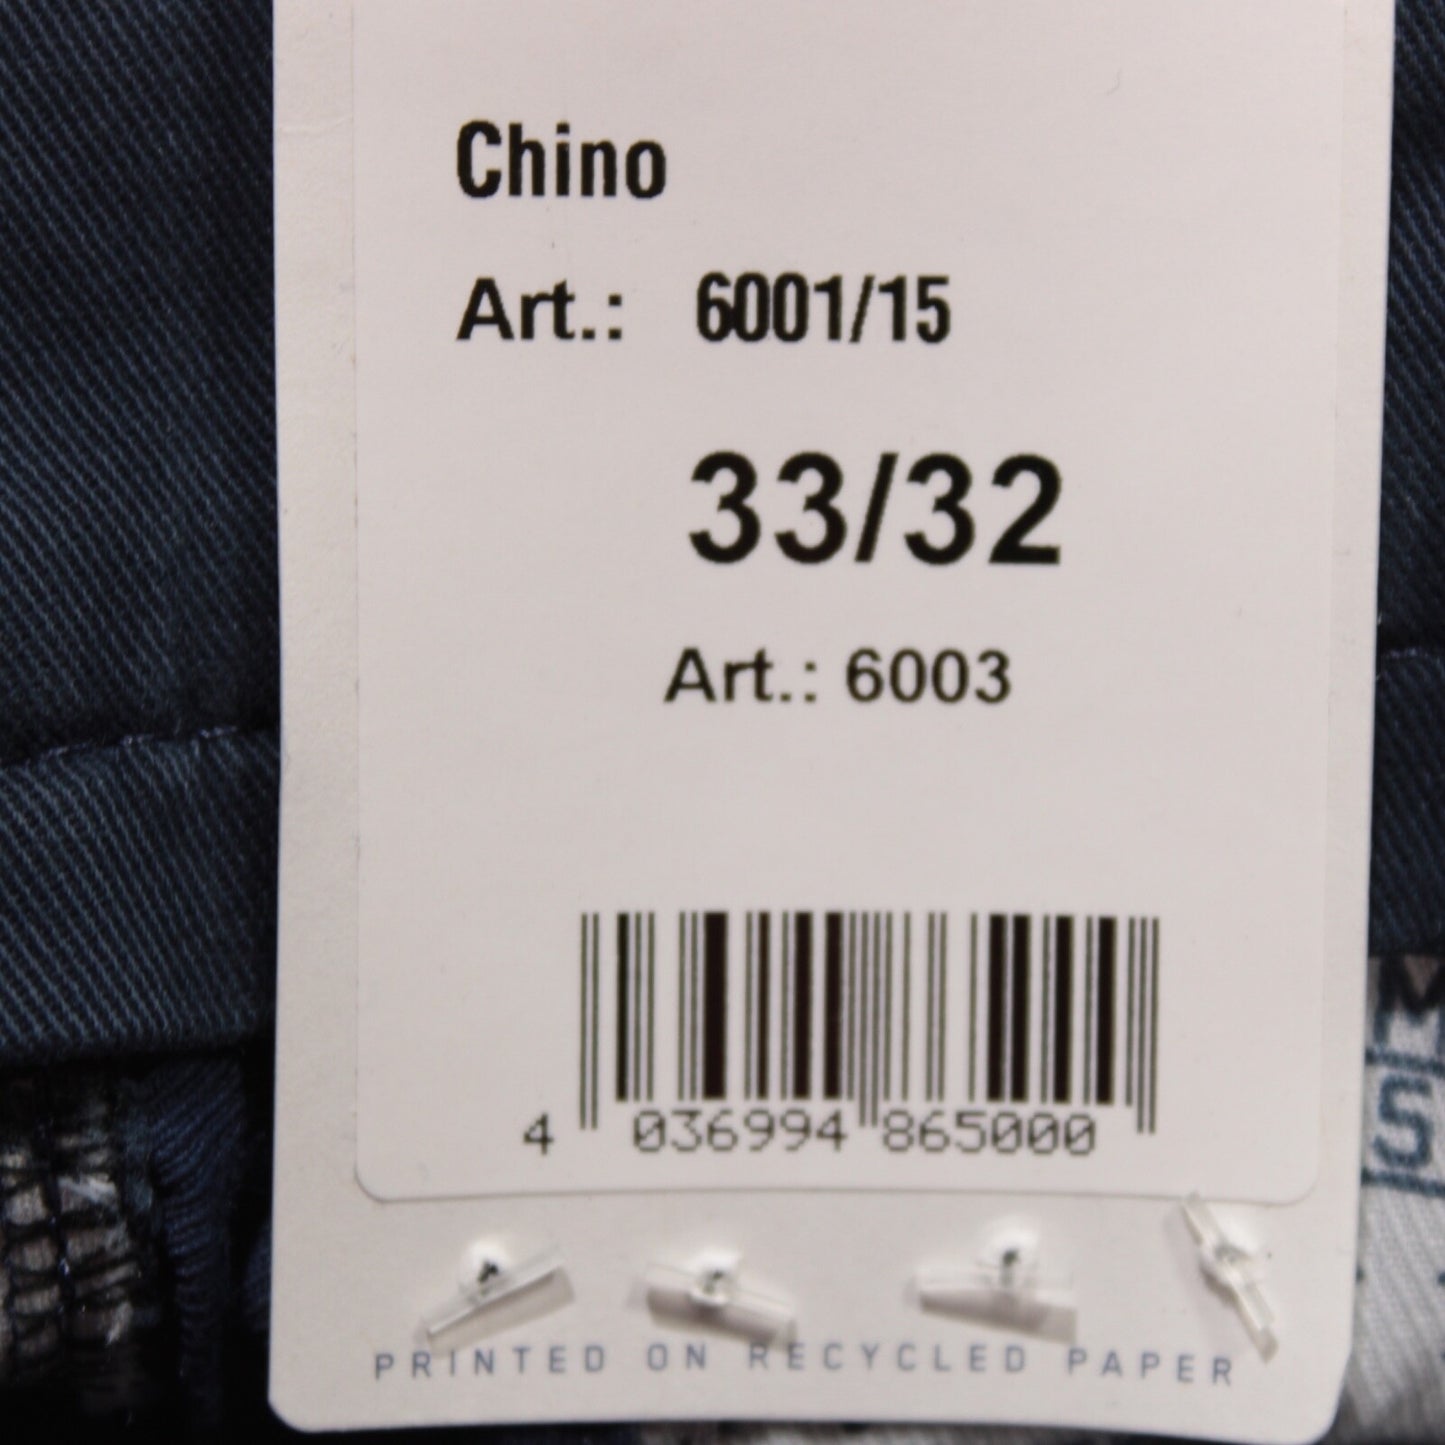 Chino
Art.: 6001/15
33/32
Art.: 6003
4 036994 865000
PRINTED ON RECYCLED PAPER
M
S